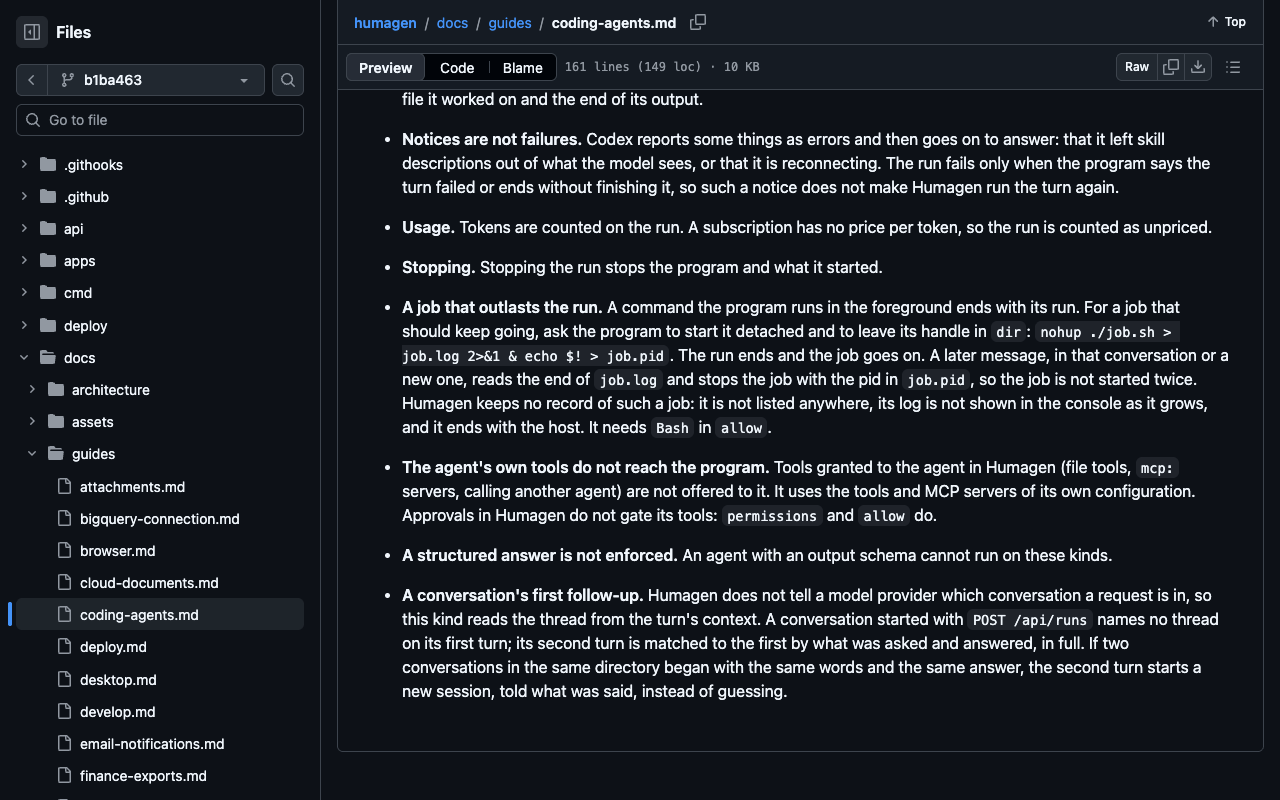 Files
b1ba463
Go to file
.githooks
.github
api
apps
cmd
deploy
docs
architecture
assets
guides
attachments.md
bigquery-connection.md
browser.md
cloud-documents.md
coding-agents.md
deploy.md
desktop.md
develop.md
email-notifications.md
finance-exports.md
humagen / docs / guides / coding-agents.md
Top
Preview Code Blame 161 lines (149 loc) · 10 KB Raw
file it worked on and the end of its output.
• Notices are not failures. Codex reports some things as errors and then goes on to answer: that it left skill
descriptions out of what the model sees, or that it is reconnecting. The run fails only when the program says the
turn failed or ends without finishing it, so such a notice does not make Humagen run the turn again.
• Usage. Tokens are counted on the run. A subscription has no price per token, so the run is counted as unpriced.
• Stopping. Stopping the run stops the program and what it started.
• A job that outlasts the run. A command the program runs in the foreground ends with its run. For a job that
should keep going, ask the program to start it detached and to leave its handle in dir: nohup ./job.sh >
job.log 2>&1 & echo $! > job.pid. The run ends and the job goes on. A later message, in that conversation or a
new one, reads the end of job.log and stops the job with the pid in job.pid, so the job is not started twice.
Humagen keeps no record of such a job: it is not listed anywhere, its log is not shown in the console as it grows,
and it ends with the host. It needs Bash in allow.
• The agent's own tools do not reach the program. Tools granted to the agent in Humagen (file tools, mcp:
servers, calling another agent) are not offered to it. It uses the tools and MCP servers of its own configuration.
Approvals in Humagen do not gate its tools: permissions and allow do.
• A structured answer is not enforced. An agent with an output schema cannot run on these kinds.
• A conversation's first follow-up. Humagen does not tell a model provider which conversation a request is in, so
this kind reads the thread from the turn's context. A conversation started with POST /api/runs names no thread
on its first turn; its second turn is matched to the first by what was asked and answered, in full. If two
conversations in the same directory began with the same words and the same answer, the second turn starts a
new session, told what was said, instead of guessing.